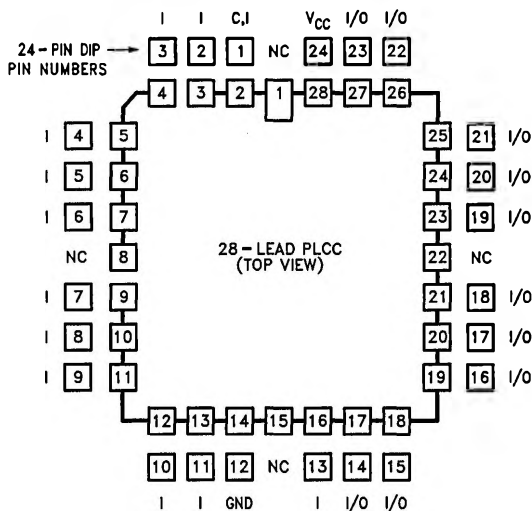 I I C,I VCC I/O I/O
24-PIN DIP PIN NUMBERS
3 2 1 NC 24 23 22
4 3 2 1 28 27 26
I 4 5 25 21 I/O
I 5 6 24 20 I/O
I 6 7 23 19 I/O
NC 8 22 NC
28-LEAD PLCC
(TOP VIEW)
I 7 9 21 18 I/O
I 8 10 20 17 I/O
I 9 11 19 16 I/O
12 13 14 15 16 17 18
10 11 12 NC 13 14 15
I I GND I I/O I/O